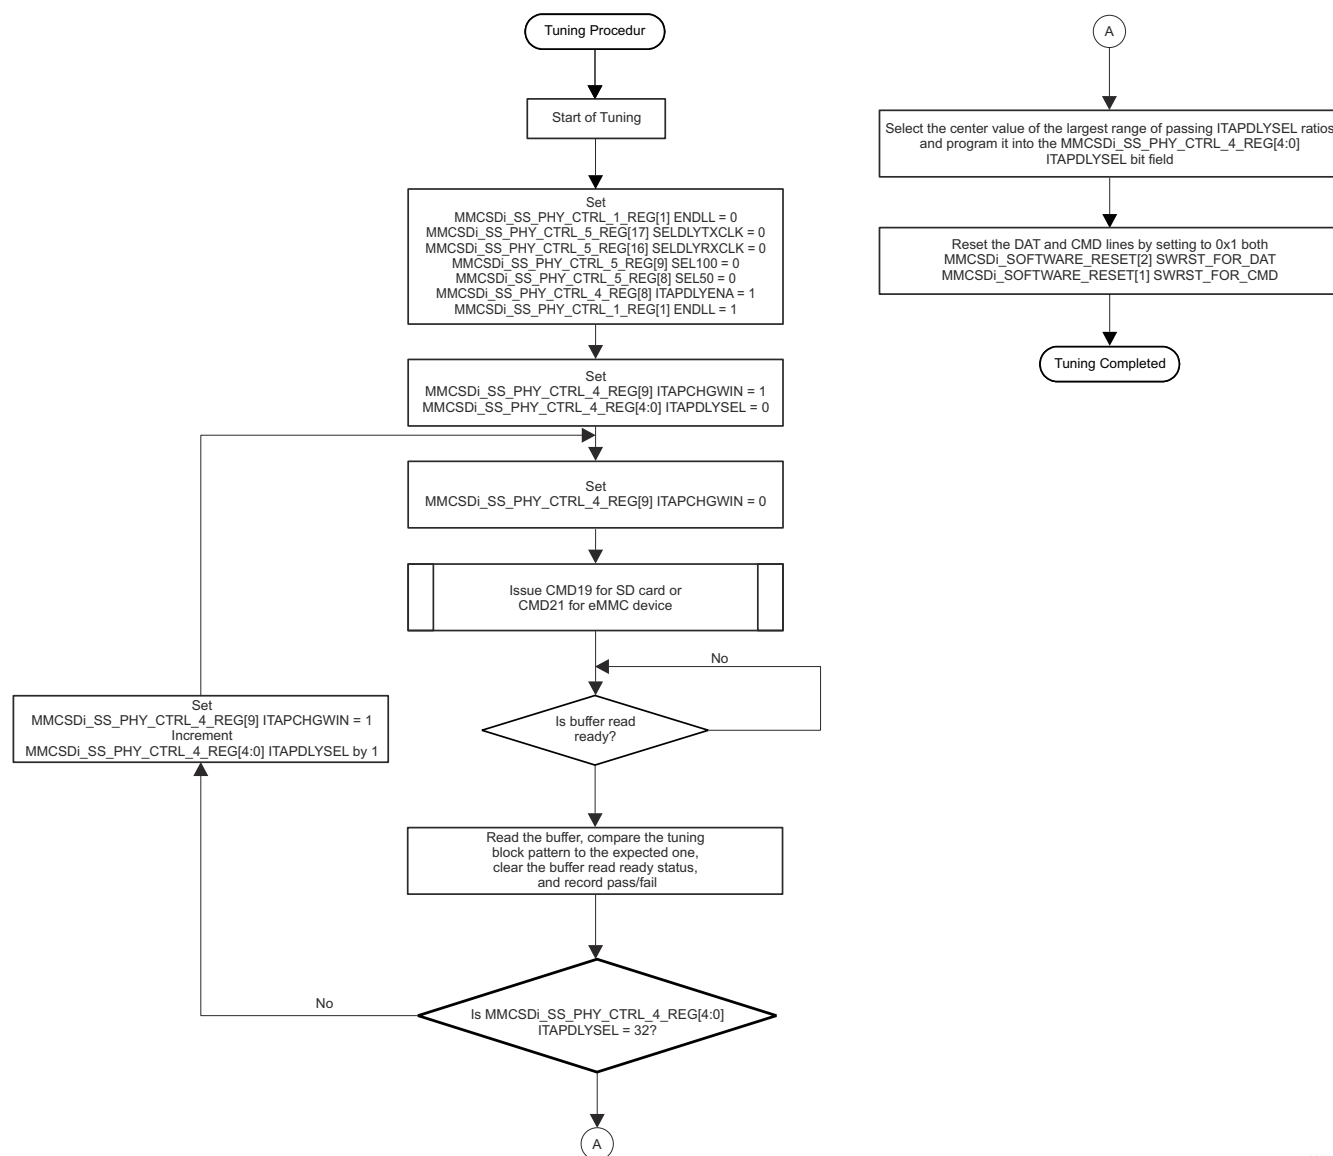 Tuning Procedur
Start of Tuning
Set
MMCSDi_SS_PHY_CTRL_1_REG[1] ENDLL = 0
MMCSDi_SS_PHY_CTRL_5_REG[17] SELDLYTXCLK = 0
MMCSDi_SS_PHY_CTRL_5_REG[16] SELDLYRXCLK = 0
MMCSDi_SS_PHY_CTRL_5_REG[9] SEL100 = 0
MMCSDi_SS_PHY_CTRL_5_REG[8] SEL50 = 0
MMCSDi_SS_PHY_CTRL_4_REG[8] ITAPDLYENA = 1
MMCSDi_SS_PHY_CTRL_1_REG[1] ENDLL = 1
Set
MMCSDi_SS_PHY_CTRL_4_REG[9] ITAPCHGWIN = 1
MMCSDi_SS_PHY_CTRL_4_REG[4:0] ITAPDLYSEL = 0
Set
MMCSDi_SS_PHY_CTRL_4_REG[9] ITAPCHGWIN = 0
Issue CMD19 for SD card or
CMD21 for eMMC device
No
Is buffer read
ready?
Set
MMCSDi_SS_PHY_CTRL_4_REG[9] ITAPCHGWIN = 1
Increment
MMCSDi_SS_PHY_CTRL_4_REG[4:0] ITAPDLYSEL by 1
Read the buffer, compare the tuning
block pattern to the expected one,
clear the buffer read ready status,
and record pass/fail
No
Is MMCSDi_SS_PHY_CTRL_4_REG[4:0]
ITAPDLYSEL = 32?
A
A
Select the center value of the largest range of passing ITAPDLYSEL ratios
and program it into the MMCSDi_SS_PHY_CTRL_4_REG[4:0]
ITAPDLYSEL bit field
Reset the DAT and CMD lines by setting to 0x1 both
MMCSDi_SOFTWARE_RESET[2] SWRST_FOR_DAT
MMCSDi_SOFTWARE_RESET[1] SWRST_FOR_CMD
Tuning Completed